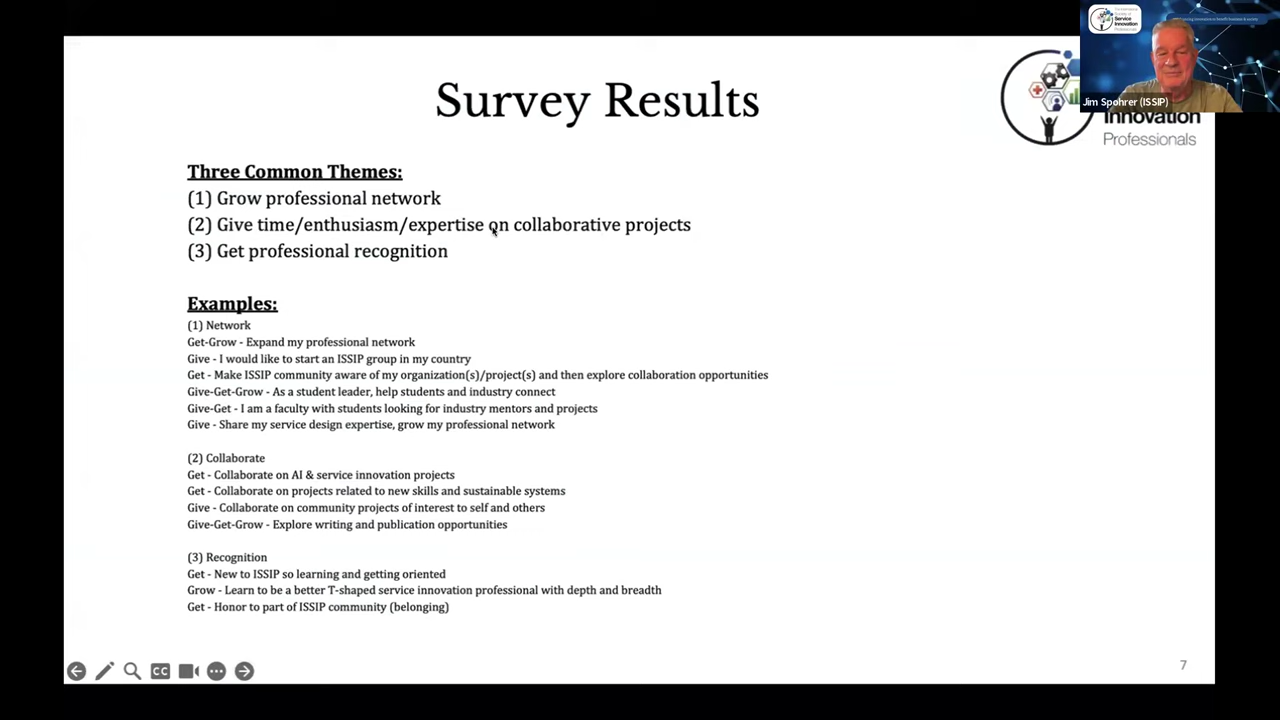 Survey Results
Three Common Themes:
(1) Grow professional network
(2) Give time/enthusiasm/expertise on collaborative projects
(3) Get professional recognition
Examples:
(1) Network
Get-Grow - Expand my professional network
Give - I would like to start an ISSIP group in my country
Get - Make ISSIP community aware of my organization(s)/project(s) and then explore collaboration opportunities
Give-Get-Grow - As a student leader, help students and industry connect
Give-Get - I am a faculty with students looking for industry mentors and projects
Give - Share my service design expertise, grow my professional network
(2) Collaborate
Get - Collaborate on AI & service innovation projects
Get - Collaborate on projects related to new skills and sustainable systems
Give - Collaborate on community projects of interest to self and others
Give-Get-Grow - Explore writing and publication opportunities
(3) Recognition
Get - New to ISSIP so learning and getting oriented
Grow - Learn to be a better T-shaped service innovation professional with depth and breadth
Get - Honor to part of ISSIP community (belonging)
CC
7
Service
Innovation
Professionals
Jim Spohrer (ISSIP)
Innovation
Professionals